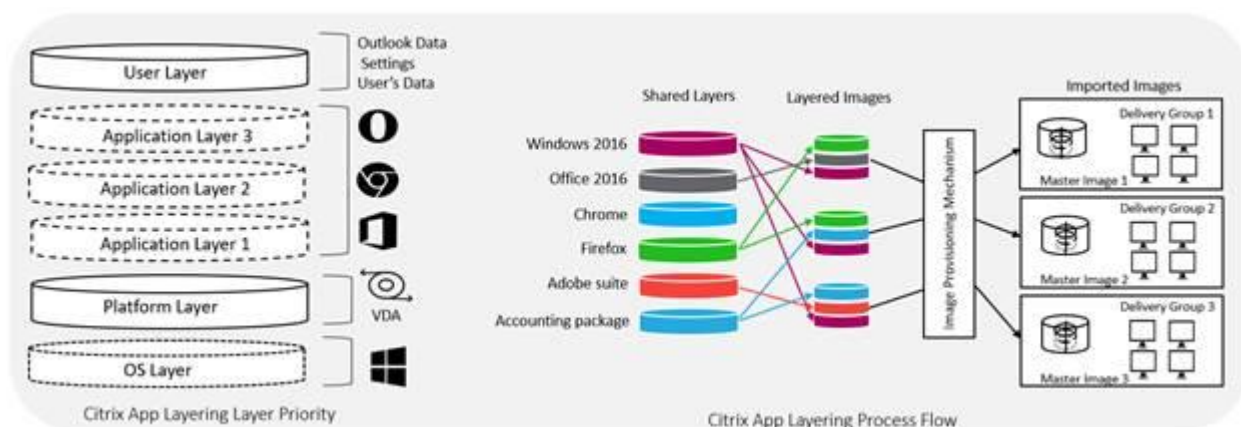 User Layer
Outlook Data
Settings
User's Data
Application Layer 3
Application Layer 2
Application Layer 1
Platform Layer
VDA
OS Layer
Citrix App Layering Layer Priority
Shared Layers
Layered Images
Imported Images
Windows 2016
Office 2016
Chrome
Firefox
Adobe suite
Accounting package
Image Provisioning Mechanism
Delivery Group 1
Master Image 1
Delivery Group 2
Master Image 2
Delivery Group 3
Master Image 3
Citrix App Layering Process Flow